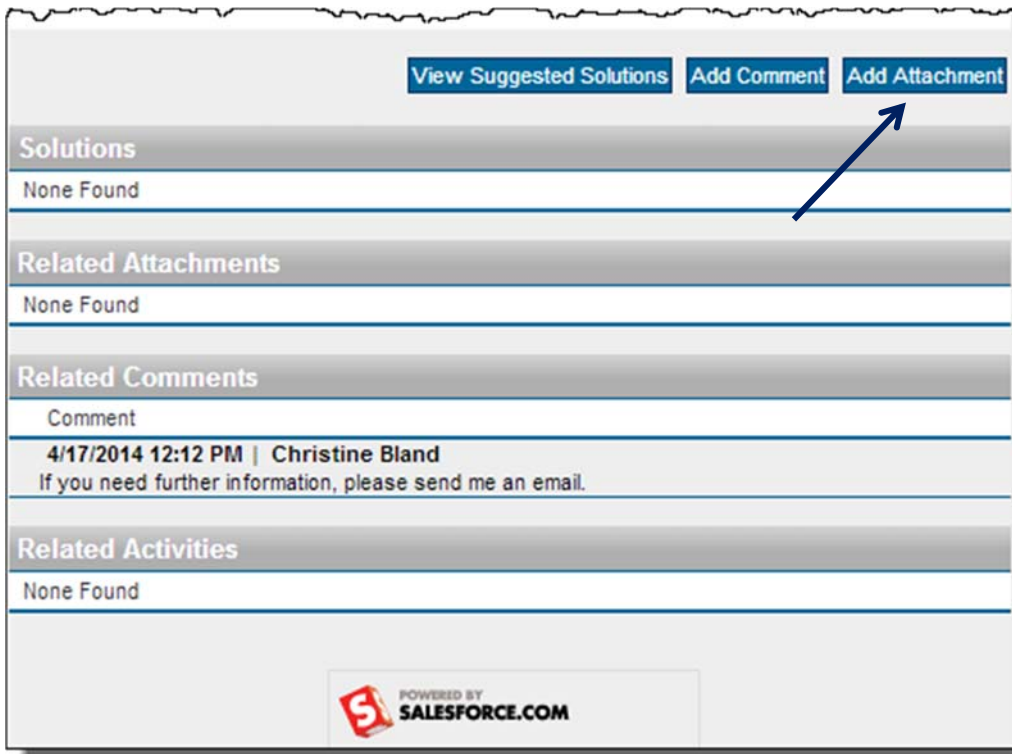 View Suggested Solutions Add Comment Add Attachment
Solutions
None Found
Related Attachments
None Found
Related Comments
Comment
4/17/2014 12:12 PM | Christine Bland
If you need further information, please send me an email.
Related Activities
None Found
S
POWERED BY
SALESFORCE.COM